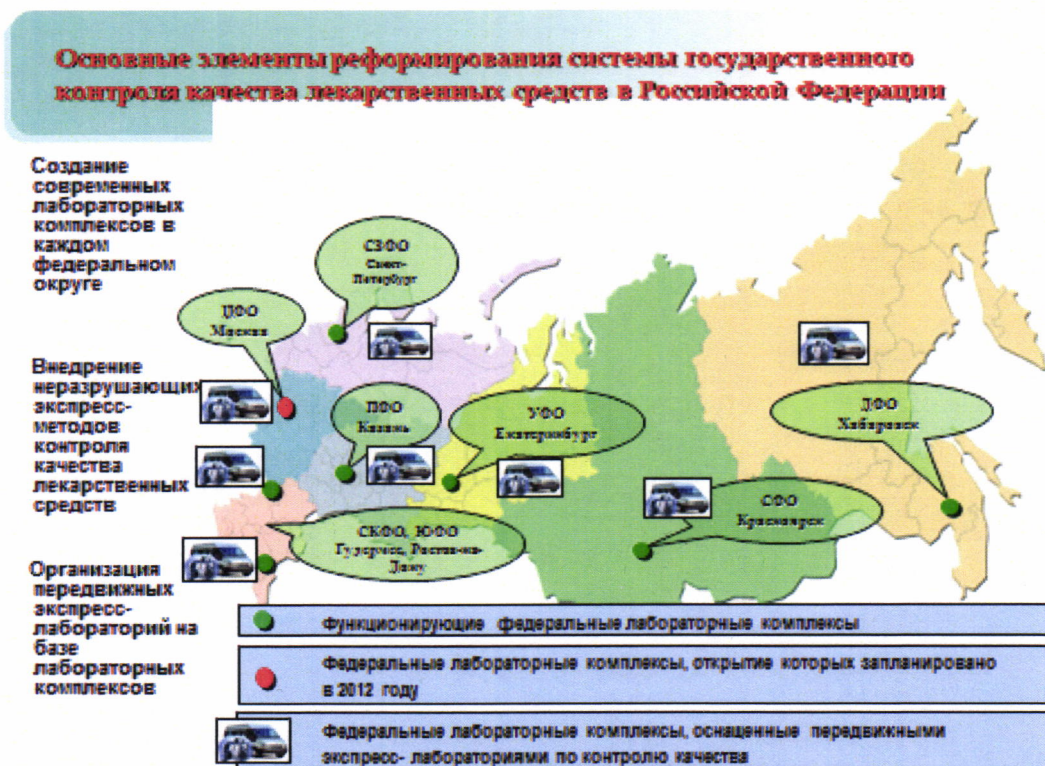 Основные элементы реформирования системы государственного
контроля качества лекарственных средств в Российской Федерации
Создание
современных
лабораторных
комплексов в
каждом
федеральном
округе
Внедрение
неразрушающих
экспресс-
методов
контроля
качества
лекарственных
средств
Организация
передвижных
экспресс-
лабораторий на
базе
лабораторных
комплексов
СЗФО
Санкт-
Петербург
ЦФО
Москва
ПФО
Казань
УФО
Екатеринбург
ДФО
Хабаровск
СФО
Красноярск
СКФО, ЮФО
Гудермес, Ростов-на-
Дону
Функционирующие федеральные лабораторные комплексы
Федеральные лабораторные комплексы, открытие которых запланировано
в 2012 году
Федеральные лабораторные комплексы, оснащенные передвижными
экспресс- лабораториями по контролю качества